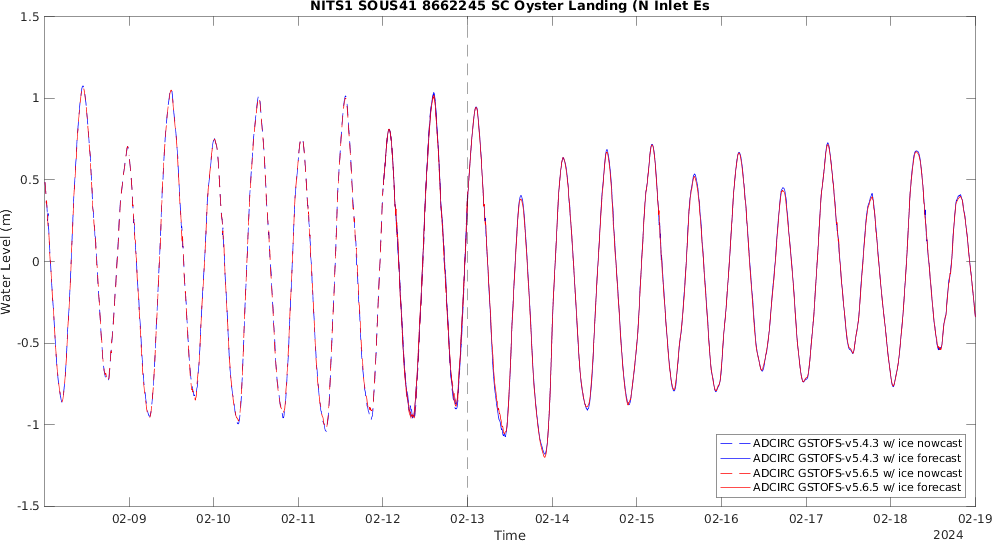 NITS1 SOUS41 8662245 SC Oyster Landing (N Inlet Es
1.5
1
0.5
0
-0.5
-1
-1.5
Water Level (m)
02-09 02-10 02-11 02-12 02-13 02-14 02-15 02-16 02-17 02-18 02-19
Time
2024
ADCIRC GSTOFS-v5.4.3 w/ ice nowcast
ADCIRC GSTOFS-v5.4.3 w/ ice forecast
ADCIRC GSTOFS-v5.6.5 w/ ice nowcast
ADCIRC GSTOFS-v5.6.5 w/ ice forecast